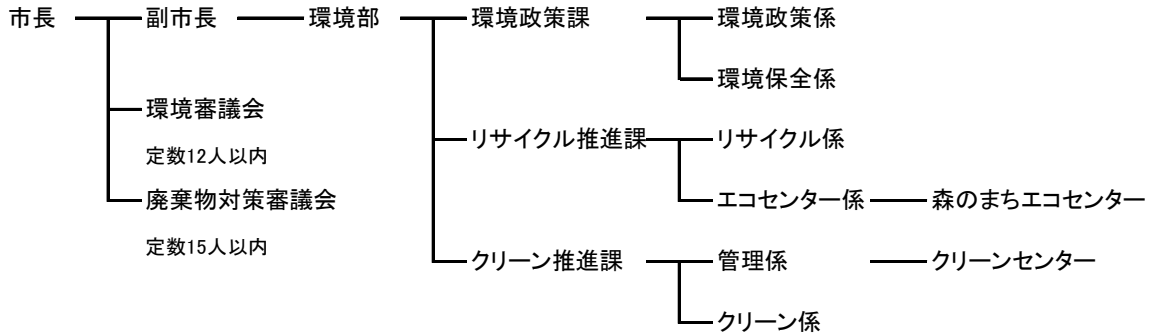 市長
副市長
環境部
環境政策課
環境政策係
環境保全係
環境審議会
定数12人以内
リサイクル推進課
リサイクル係
廃棄物対策審議会
エコセンター係
森のまちエコセンター
定数15人以内
クリーン推進課
管理係
クリーンセンター
クリーン係